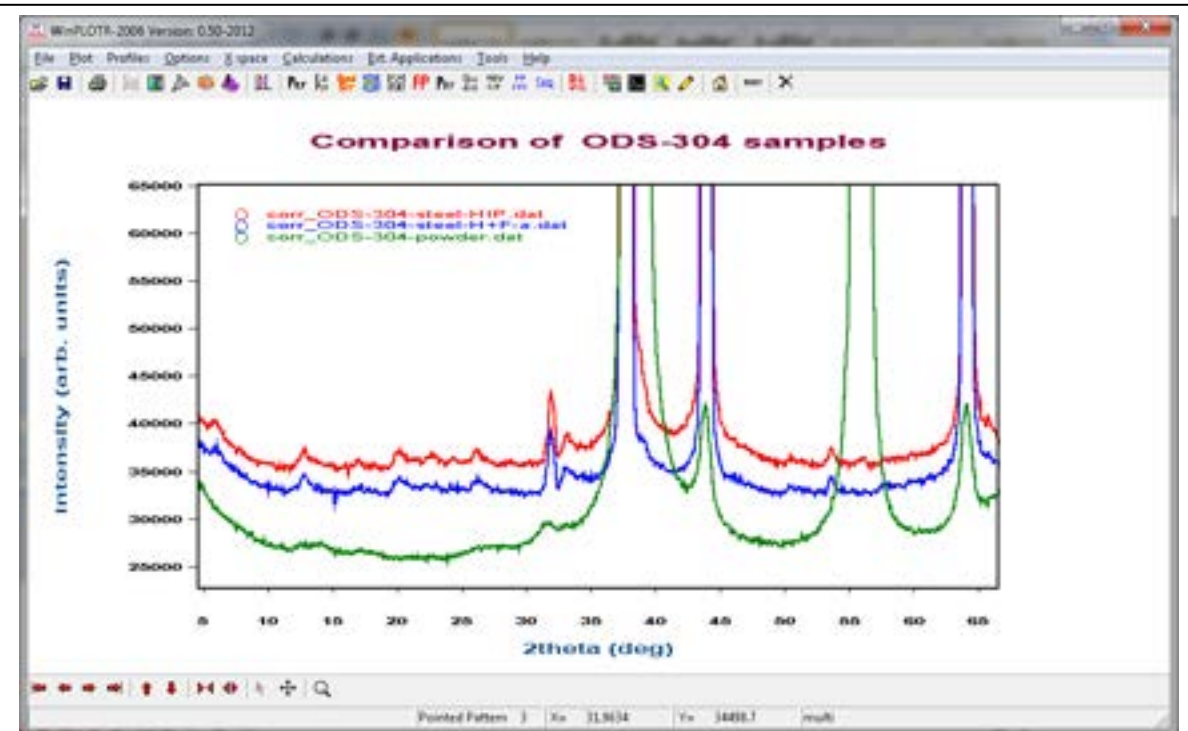 WinPLOTR-2006 Version: 0.50-2012
File Plot Profiles Options X space Calculations Ext. Applications Tools Help
Comparison of ODS-304 samples
65000
corr_ODS-304-steel-HIP.dat
corr_ODS-304-steel-H+F-a.dat
60000
corr_ODS-304-powder.dat
55000
50000
45000
40000
35000
30000
25000
Intensity (arb. units)
5 10 15 20 25 30 35 40 45 50 55 60 65
2theta (deg)
Pointed Pattern 3 X= 31.9634 Y= 34498.7 multi